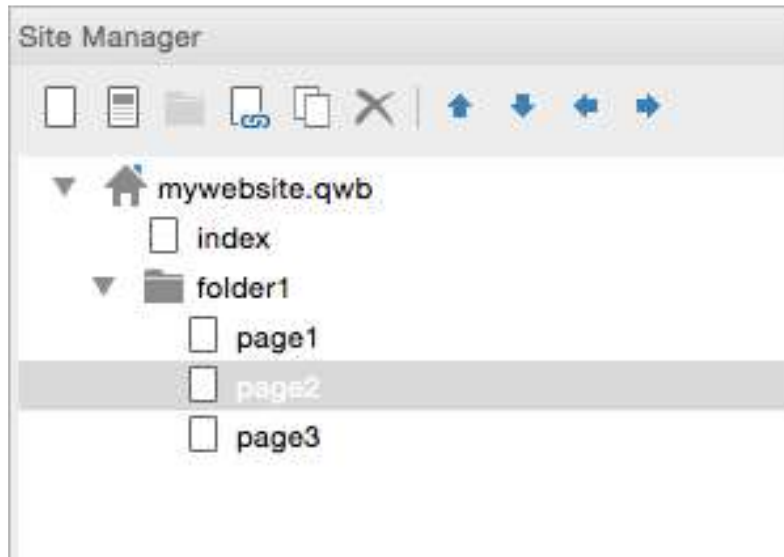 Site Manager
mywebsite.qwb
index
folder1
page1
page2
page3